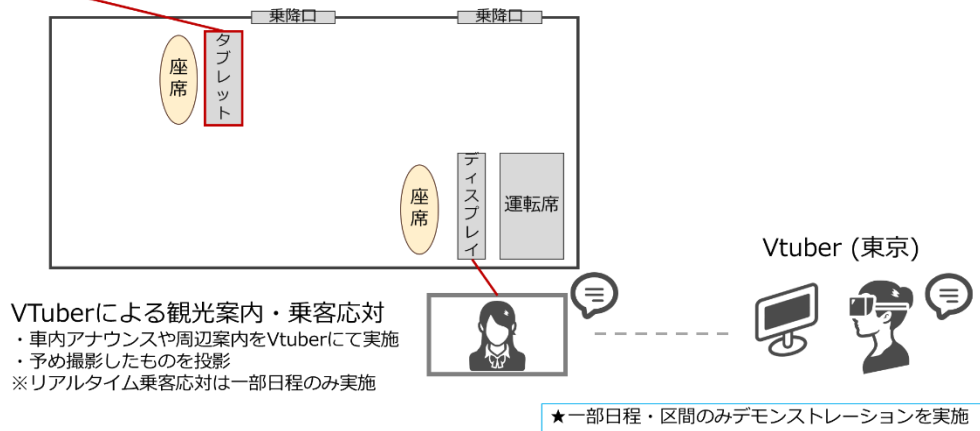 乗降口
乗降口
座席
タブレット
座席
ディスプレイ
運転席
Vtuber (東京)
VTuberによる観光案内・乗客応対
・車内アナウンスや周辺案内をVtuberにて実施
・予め撮影したものを投影
※リアルタイム乗客応対は一部日程のみ実施
★一部日程・区間のみデモンストレーションを実施